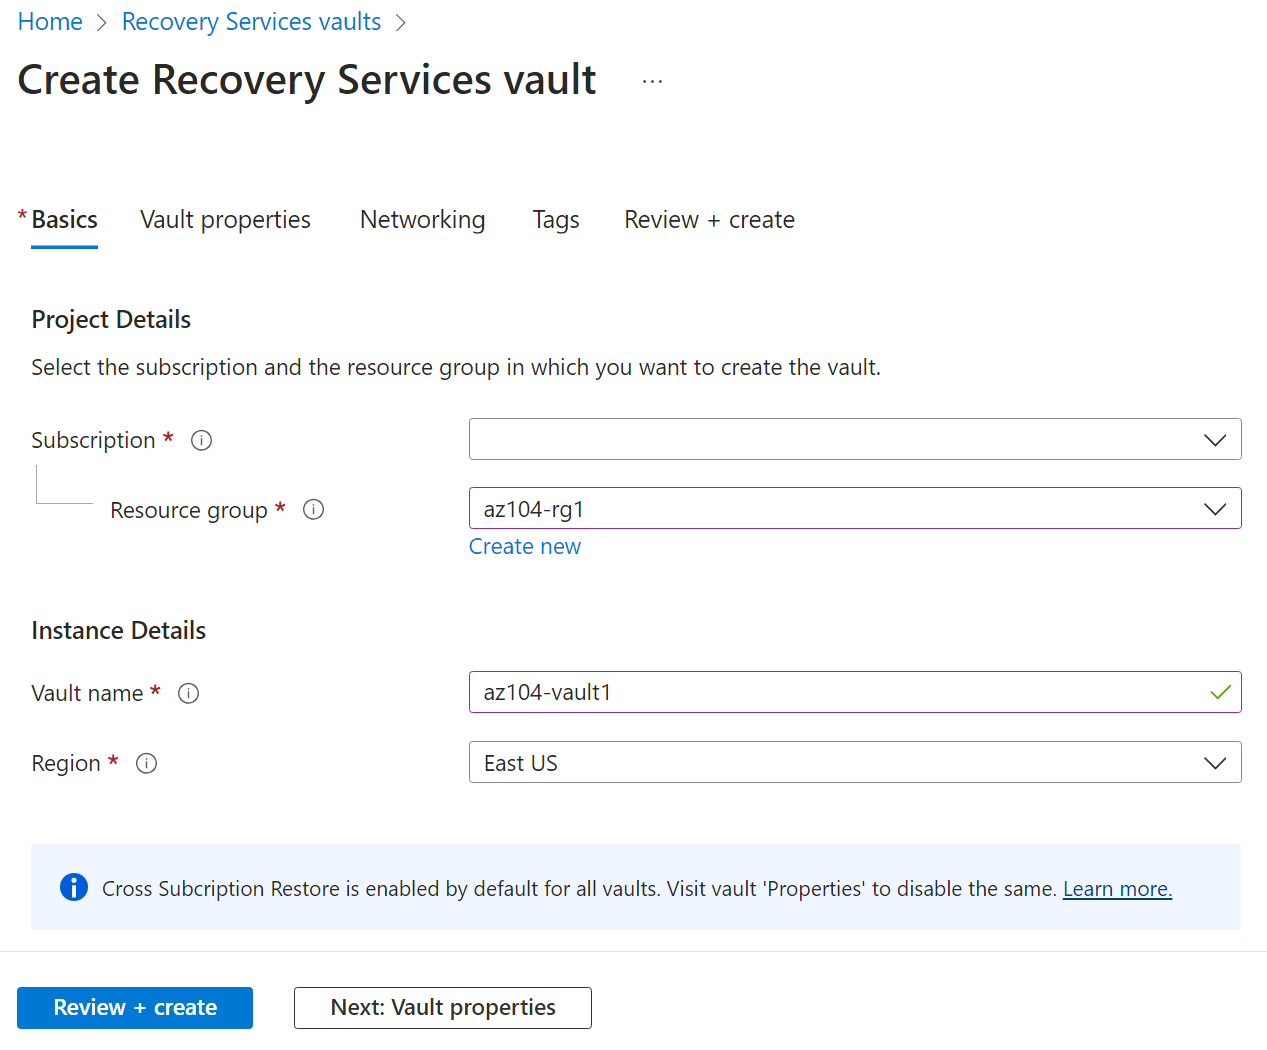 Home > Recovery Services vaults >
Create Recovery Services vault ...
* Basics Vault properties Networking Tags Review + create
Project Details
Select the subscription and the resource group in which you want to create the vault.
Subscription *
Resource group * az104-rg1
Create new
Instance Details
Vault name * az104-vault1
Region * East US
Cross Subcription Restore is enabled by default for all vaults. Visit vault 'Properties' to disable the same. Learn more.
Review + create Next: Vault properties